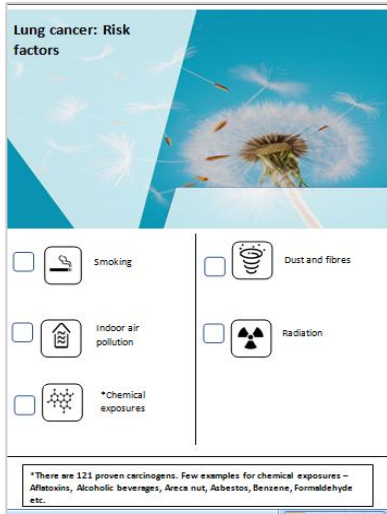 Lung cancer: Risk
factors
Smoking
Indoor air
pollution
*Chemical
exposures
Dust and fibres
Radiation
*There are 121 proven carcinogens. Few examples for chemical exposures –
Aflatoxins, Alcoholic beverages, Areca nut, Asbestos, Benzene, Formaldehyde
etc.